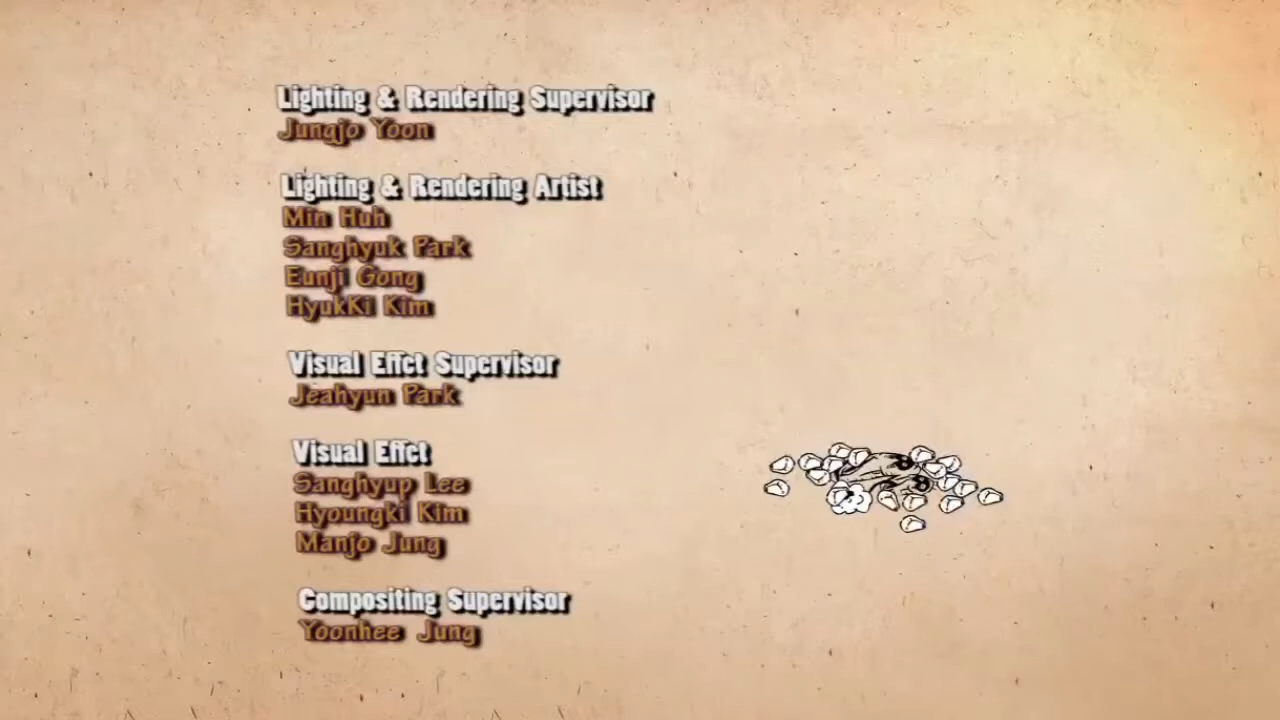 Lighting & Rendering Supervisor
Jungjo Yoon
Lighting & Rendering Artist
Min Huh
Sanghyuk Park
Eunji Gong
HyukKi Kim
Visual Effct Supervisor
Jeahyun Park
Visual Effct
Sanghyup Lee
Hyoungki Kim
Manjo Jung
Compositing Supervisor
Yoonhee Jung